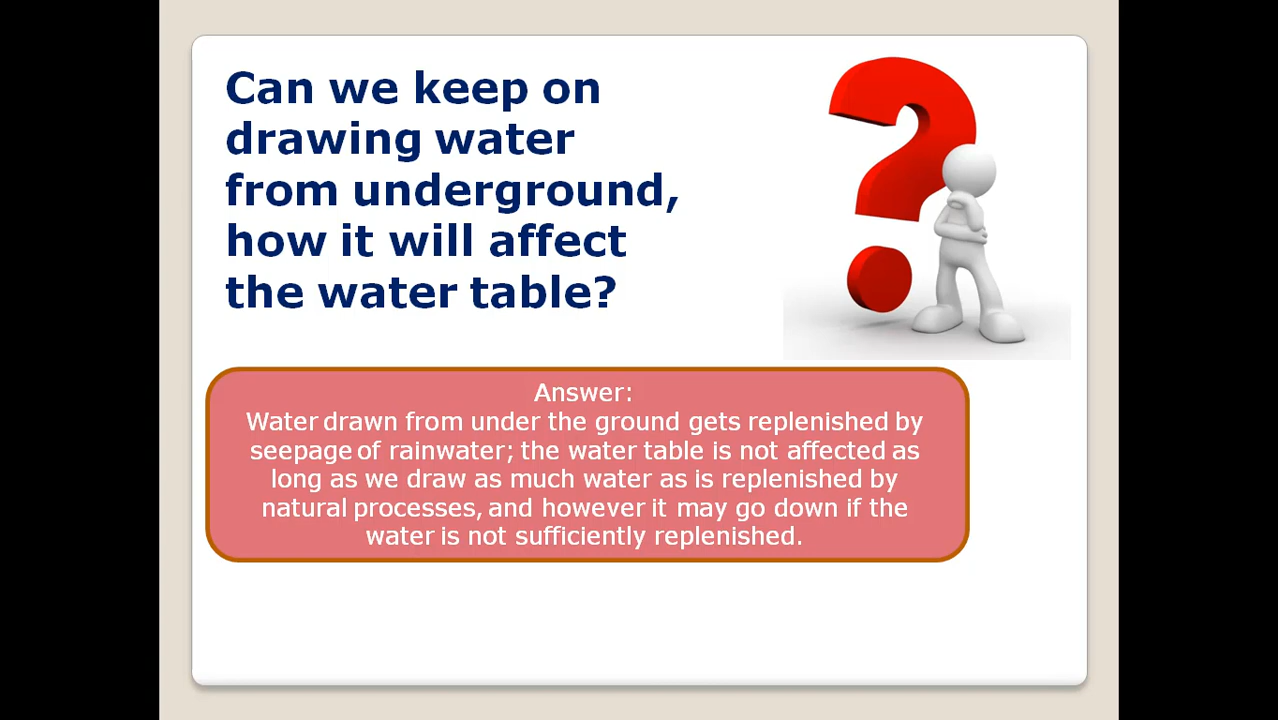 Can we keep on
drawing water
from underground,
how it will affect
the water table?
Answer:
Water drawn from under the ground gets replenished by
seepage of rainwater; the water table is not affected as
long as we draw as much water as is replenished by
natural processes, and however it may go down if the
water is not sufficiently replenished.